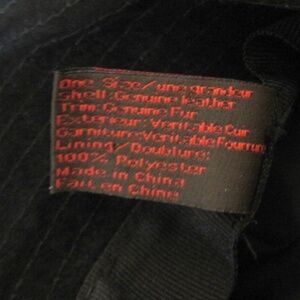 One Size/une grandeur
Shell:Genuine leather
Trim:Genuine Fur
Exterieur:Veritable Cuir
Garniture:Veritable Fourrure
Lining/Doublure:
100% Polyester
Made in China
Fait en Chine